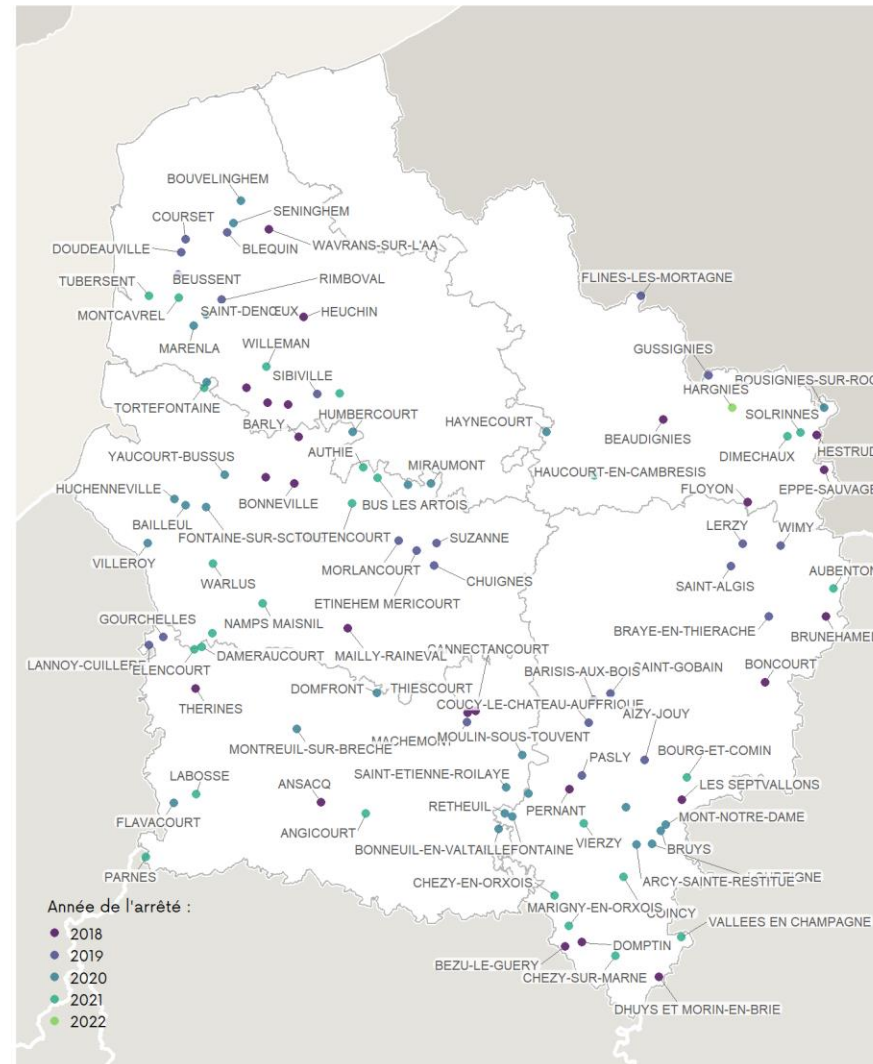 BOUVELINGHEM
SENINGHEM
COURSET
BLEQUIN
WAVRANS-SUR-L'AA
DOUDEAUVILLE
TUBERSENT
BEUSSENT
RIMBOVAL
FLINES-LES-MORTAGNE
MONTCAVREL
SAINT-DENŒUX
HEUCHIN
MARENLA
WILLEMAN
GUSSIGNIES
SIBIVILLE
HARGNIES
BOUSIGNIES-SUR-ROC
TORTEFONTAINE
HUMBERCOURT
HAYNECOURT
SOLRINNES
BARLY
BEAUDIGNIES
HESTRUD
AUTHIE
DIMECHAUX
YAUCOURT-BUSSUS
MIRAUMONT
HAUCOURT-EN-CAMBRESIS
EPPE-SAUVAGE
HUCHENNEVILLE
BONNEVILLE
FLOYON
BUS LES ARTOIS
BAILLEUL
LERZY
WIMY
FONTAINE-SUR-S
TOUTENCOURT
SUZANNE
VILLEROY
MORLANCOURT
SAINT-ALGIS
AUBENTON
WARLUS
CHUIGNES
ETINEHEM MERICOURT
GOURCHELLES
NAMPS MAISNIL
BRAYE-EN-THIERACHE
BRUNEHAMEL
LANNOY-CUILLERE
DAMERAUCOURT
MAILLY-RAINEVAL
CANNECTANCOURT
ELENCOURT
BARISIS-AUX-BOIS
SAINT-GOBAIN
BONCOURT
THERINES
DOMFRONT
THIESCOURT
COUCY-LE-CHATEAU-AUFFRIQUE
AIZY-JOUY
MACHEMONT
MOULIN-SOUS-TOUVENT
MONTREUIL-SUR-BRECHE
BOURG-ET-COMIN
LABOSSE
ANSACQ
SAINT-ETIENNE-ROILAYE
PASLY
LES SEPTVALLONS
FLAVACOURT
RETHEUIL
PERNANT
MONT-NOTRE-DAME
ANGICOURT
VIERZY
BRUYS
BONNEUIL-EN-VAL
TAILLEFONTAINE
PARNES
CHEZY-EN-ORXOIS
ARCY-SAINTE-RESTITUE
MARIGNY-EN-ORXOIS
COINCY
VALLEES EN CHAMPAGNE
DOMPTIN
BEZU-LE-GUERY
CHEZY-SUR-MARNE
DHUYS ET MORIN-EN-BRIE
Année de l'arrêté :
2018
2019
2020
2021
2022